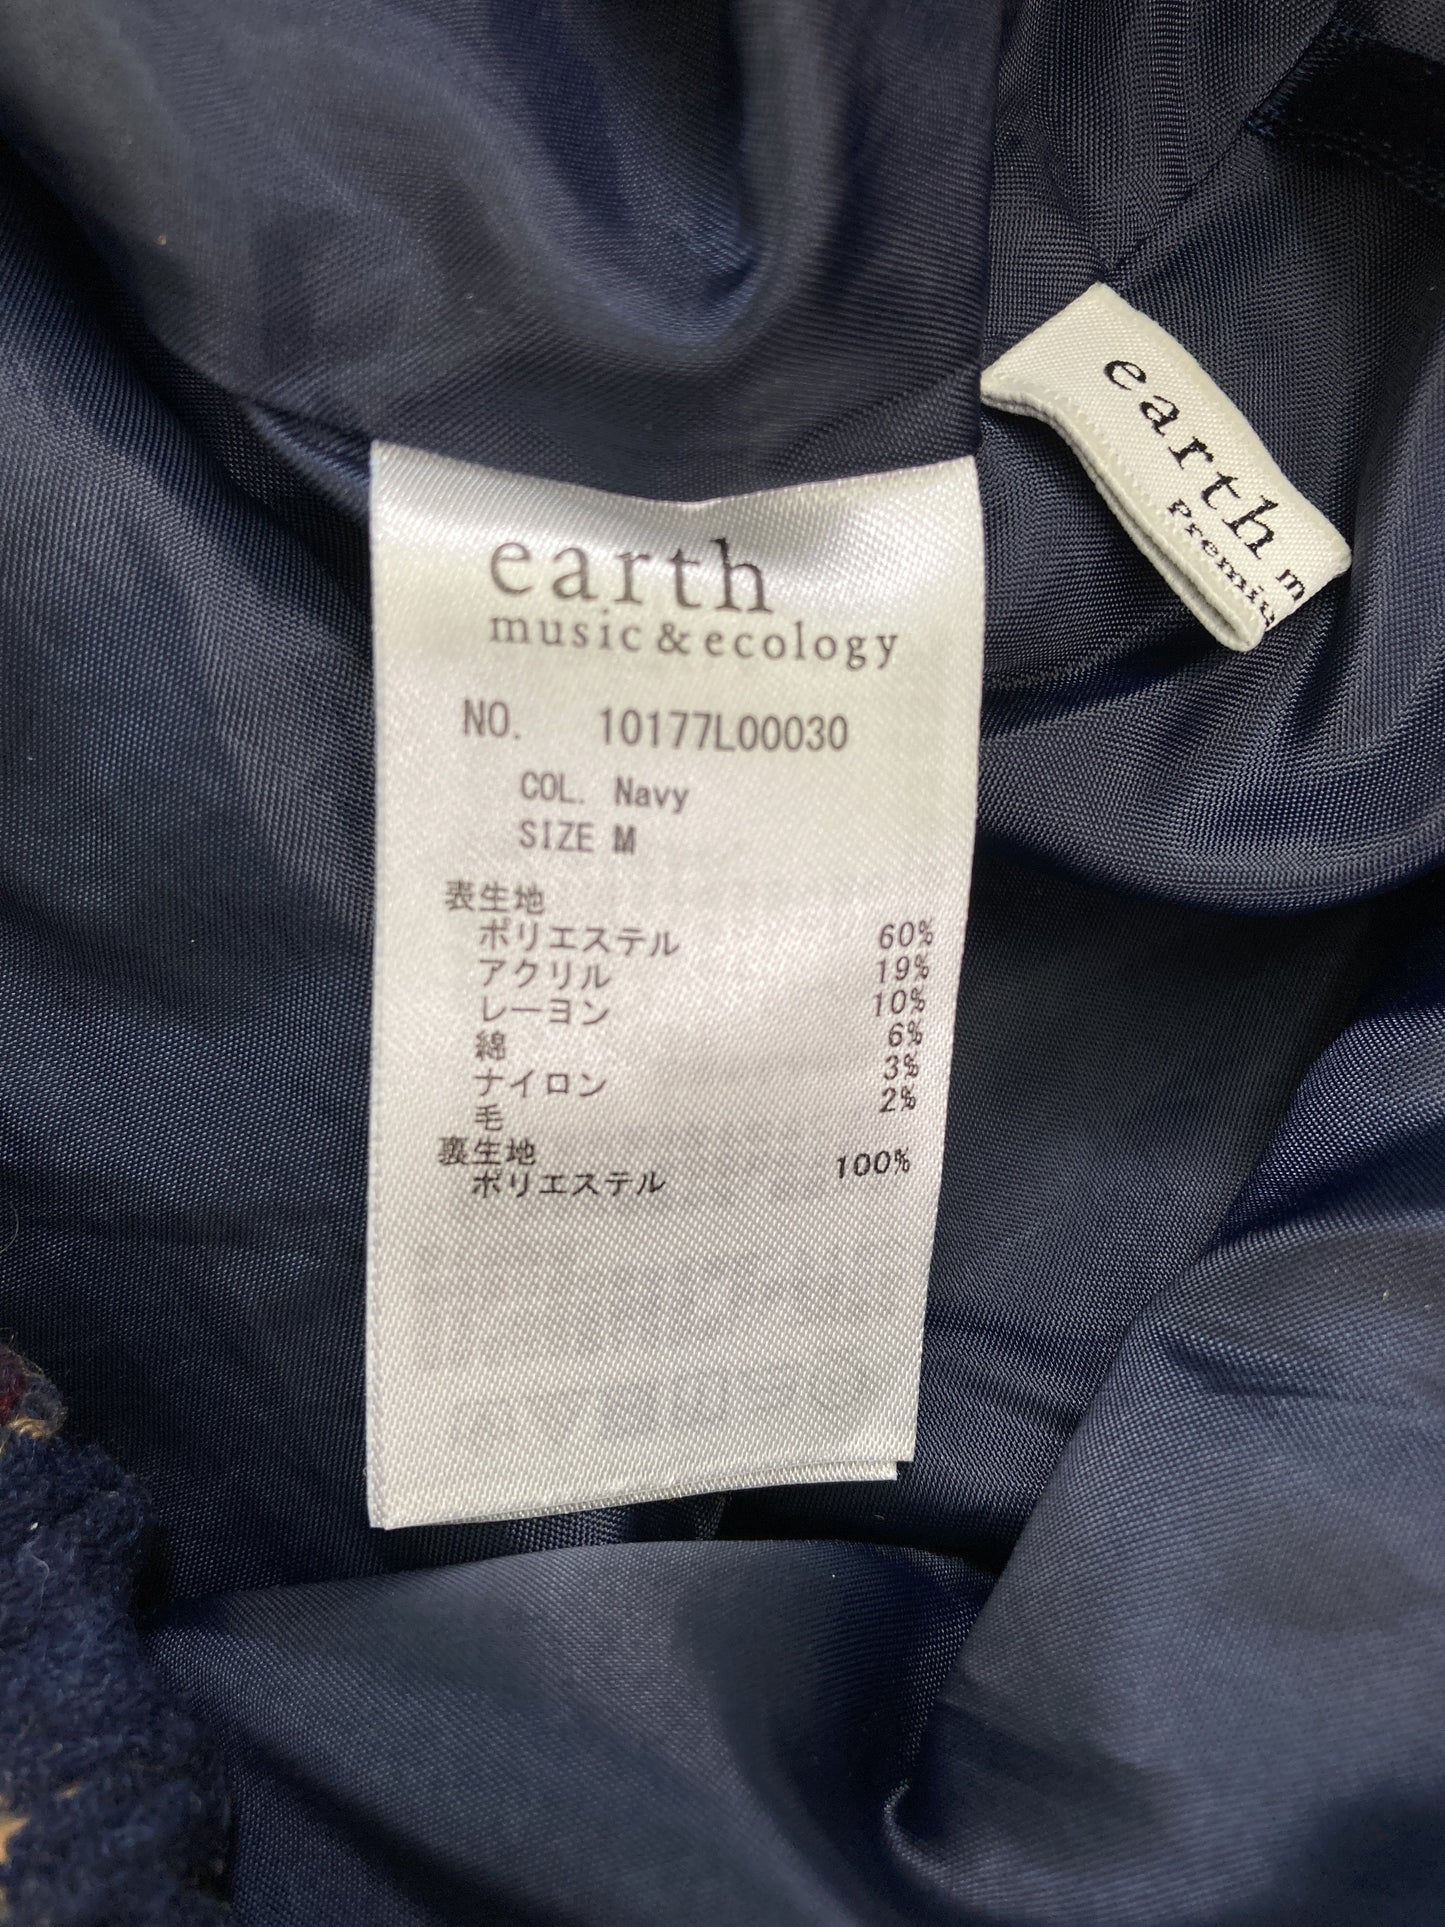 earth
music & ecology
NO. 10177L00030
COL. Navy
SIZE M
表生地
ポリエステル 60%
アクリル 19%
レーヨン 10%
綿 6%
ナイロン 3%
毛 2%
裏生地
ポリエステル 100%
earth m
Premiu